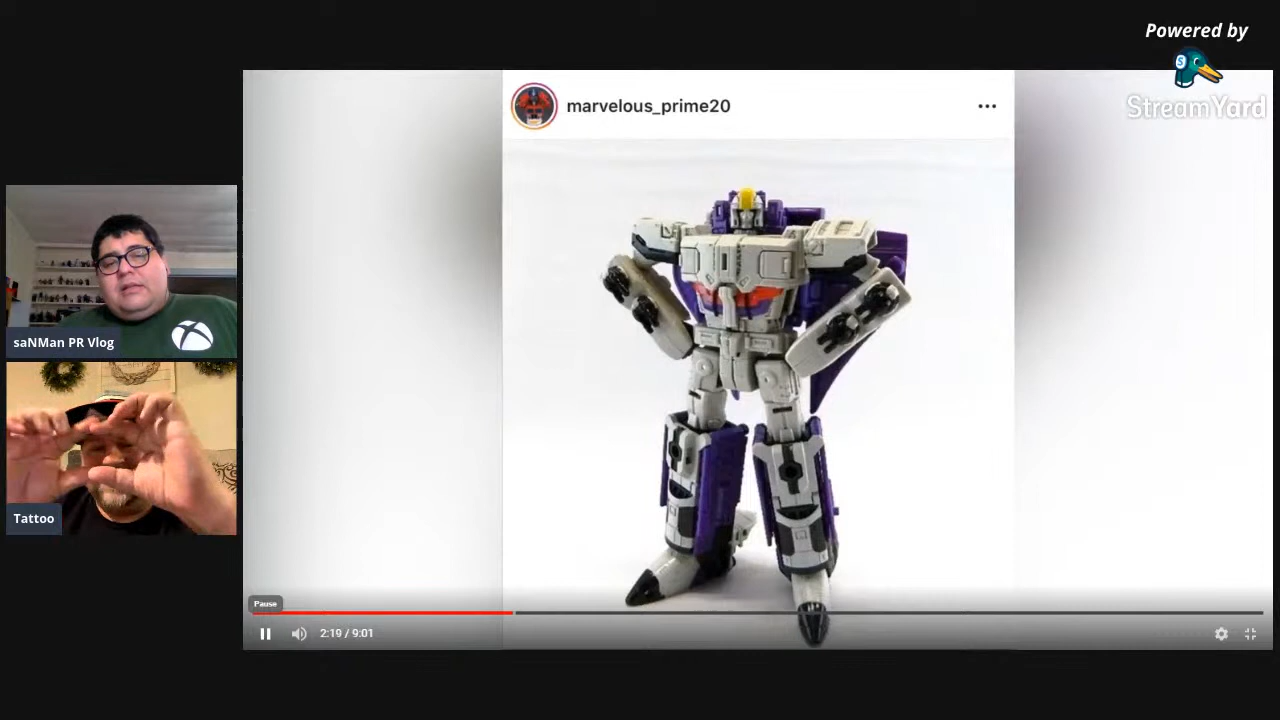 Powered by
StreamYard
marvelous_prime20
saNMan PR Vlog
Tattoo
Pause
2:19 / 9:01